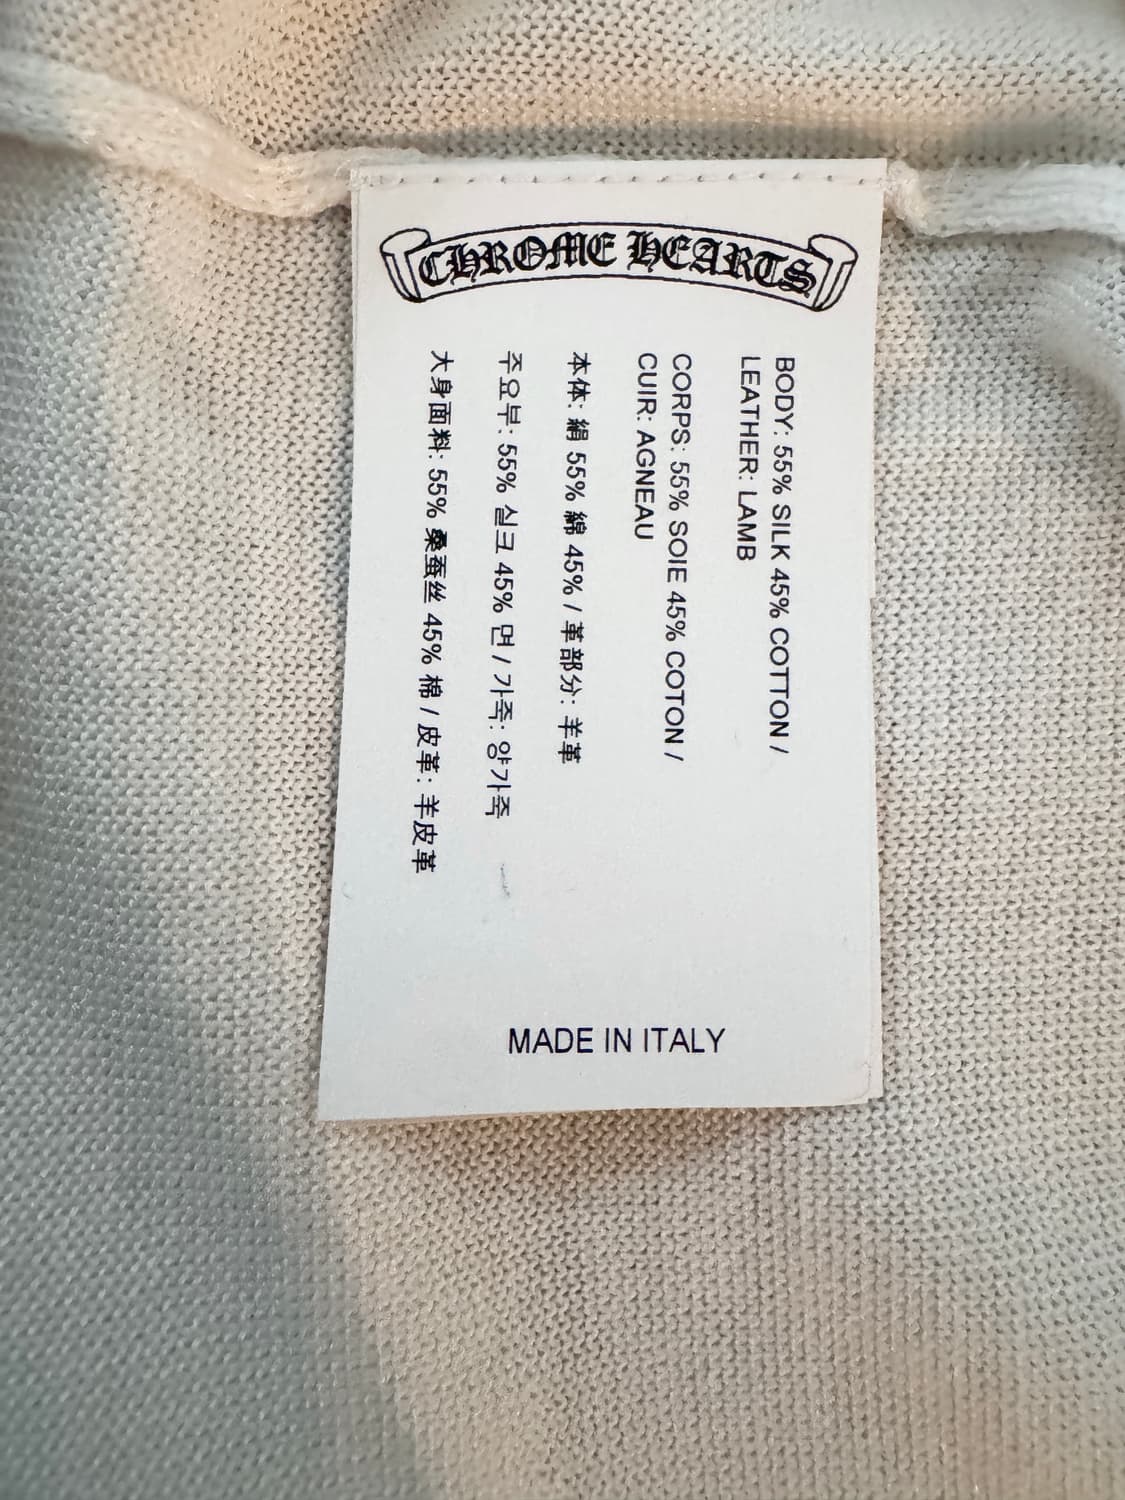 CHROME HEARTS
BODY: 55% SILK 45% COTTON /
LEATHER: LAMB
CORPS: 55% SOIE 45% COTON /
CUIR: AGNEAU
本体: 絹 55% 綿 45% / 革部分: 羊革
주요부: 55% 실크 45% 면 / 가죽: 양가죽
大身面料: 55% 桑蚕丝 45% 棉 / 皮革: 羊皮革
MADE IN ITALY